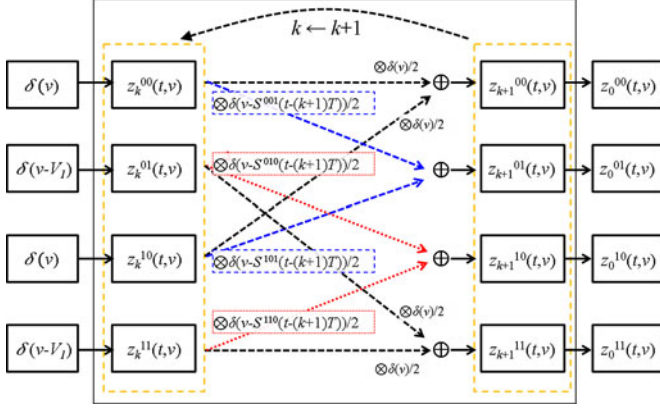 k ← k+1
δ(v) z_k^{00}(t,v) ⊗δ(v)/2 ⊕ z_{k+1}^{00}(t,v) z_0^{00}(t,v)
⊗δ(v-S^{001}(t-(k+1)T))/2
⊗δ(v)/2
δ(v-V_I) z_k^{01}(t,v) ⊗δ(v-S^{010}(t-(k+1)T))/2 ⊕ z_{k+1}^{01}(t,v) z_0^{01}(t,v)
δ(v) z_k^{10}(t,v) ⊗δ(v-S^{101}(t-(k+1)T))/2 ⊕ z_{k+1}^{10}(t,v) z_0^{10}(t,v)
⊗δ(v-S^{110}(t-(k+1)T))/2
⊗δ(v)/2
δ(v-V_I) z_k^{11}(t,v) ⊕ z_{k+1}^{11}(t,v) z_0^{11}(t,v)
⊗δ(v)/2